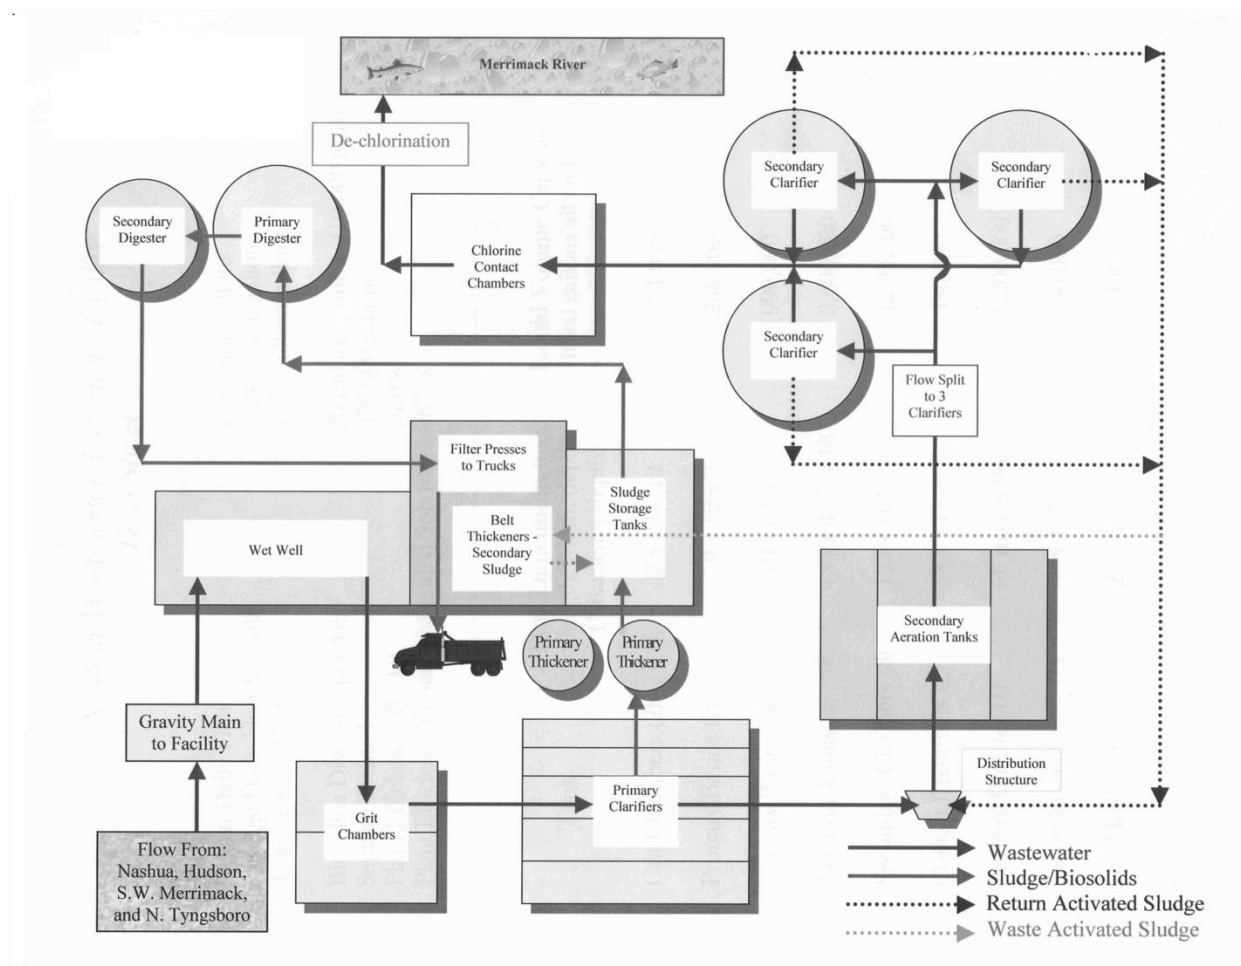 Merrimack River
De-chlorination
Secondary
Digester
Primary
Digester
Chlorine
Contact
Chambers
Secondary
Clarifier
Secondary
Clarifier
Secondary
Clarifier
Flow Split
to 3
Clarifiers
Filter Presses
to Trucks
Sludge
Storage
Tanks
Belt
Thickeners -
Secondary
Sludge
Wet Well
Secondary
Aeration Tanks
Primary
Thickener
Primary
Thickener
Gravity Main
to Facility
Grit
Chambers
Primary
Clarifiers
Distribution
Structure
Flow From:
Nashua, Hudson,
S.W. Merrimack,
and N. Tyngsboro
Wastewater
Sludge/Biosolids
Return Activated Sludge
Waste Activated Sludge